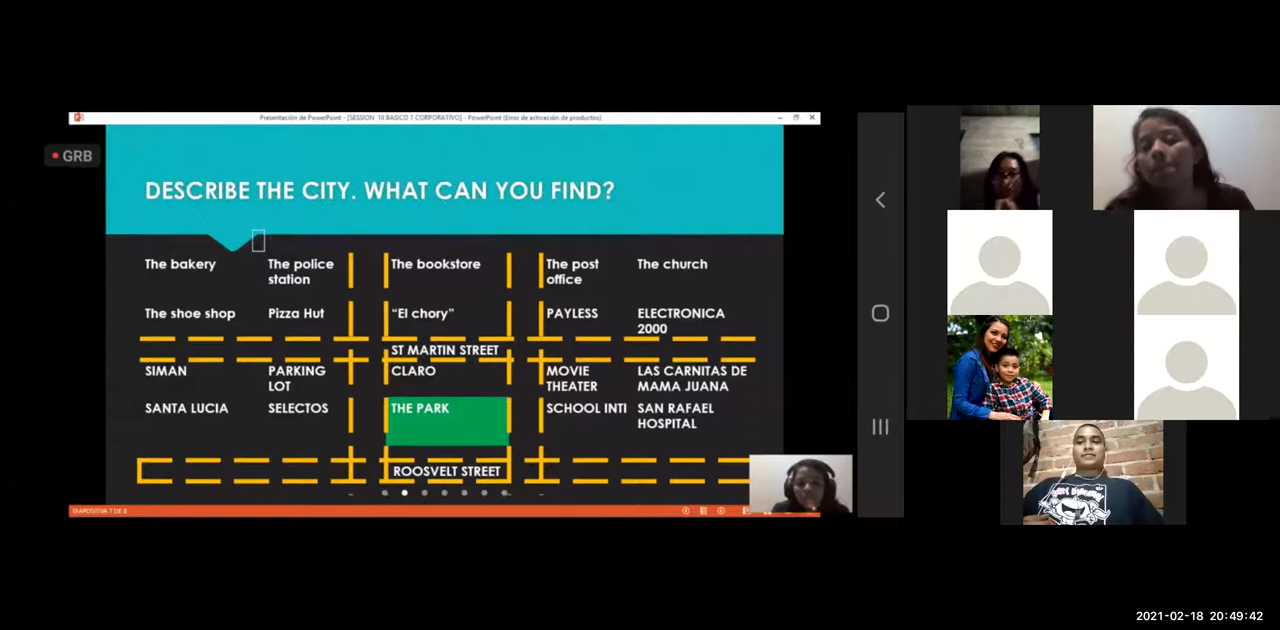 Presentación de PowerPoint - [SESSION 18 BASICO 1 CORPORATIVO] - PowerPoint (Error de activación de productos)
GRB
DESCRIBE THE CITY. WHAT CAN YOU FIND?
The bakery
The police
station
The bookstore
The post
office
The church
The shoe shop
Pizza Hut
“El chory”
PAYLESS
ELECTRONICA
2000
ST MARTIN STREET
SIMAN
PARKING
LOT
CLARO
MOVIE
THEATER
LAS CARNITAS DE
MAMA JUANA
SANTA LUCIA
SELECTOS
THE PARK
SCHOOL INTI
SAN RAFAEL
HOSPITAL
ROOSVELT STREET
DIAPOSITIVA 7 DE 8
2021-02-18 20:49:42